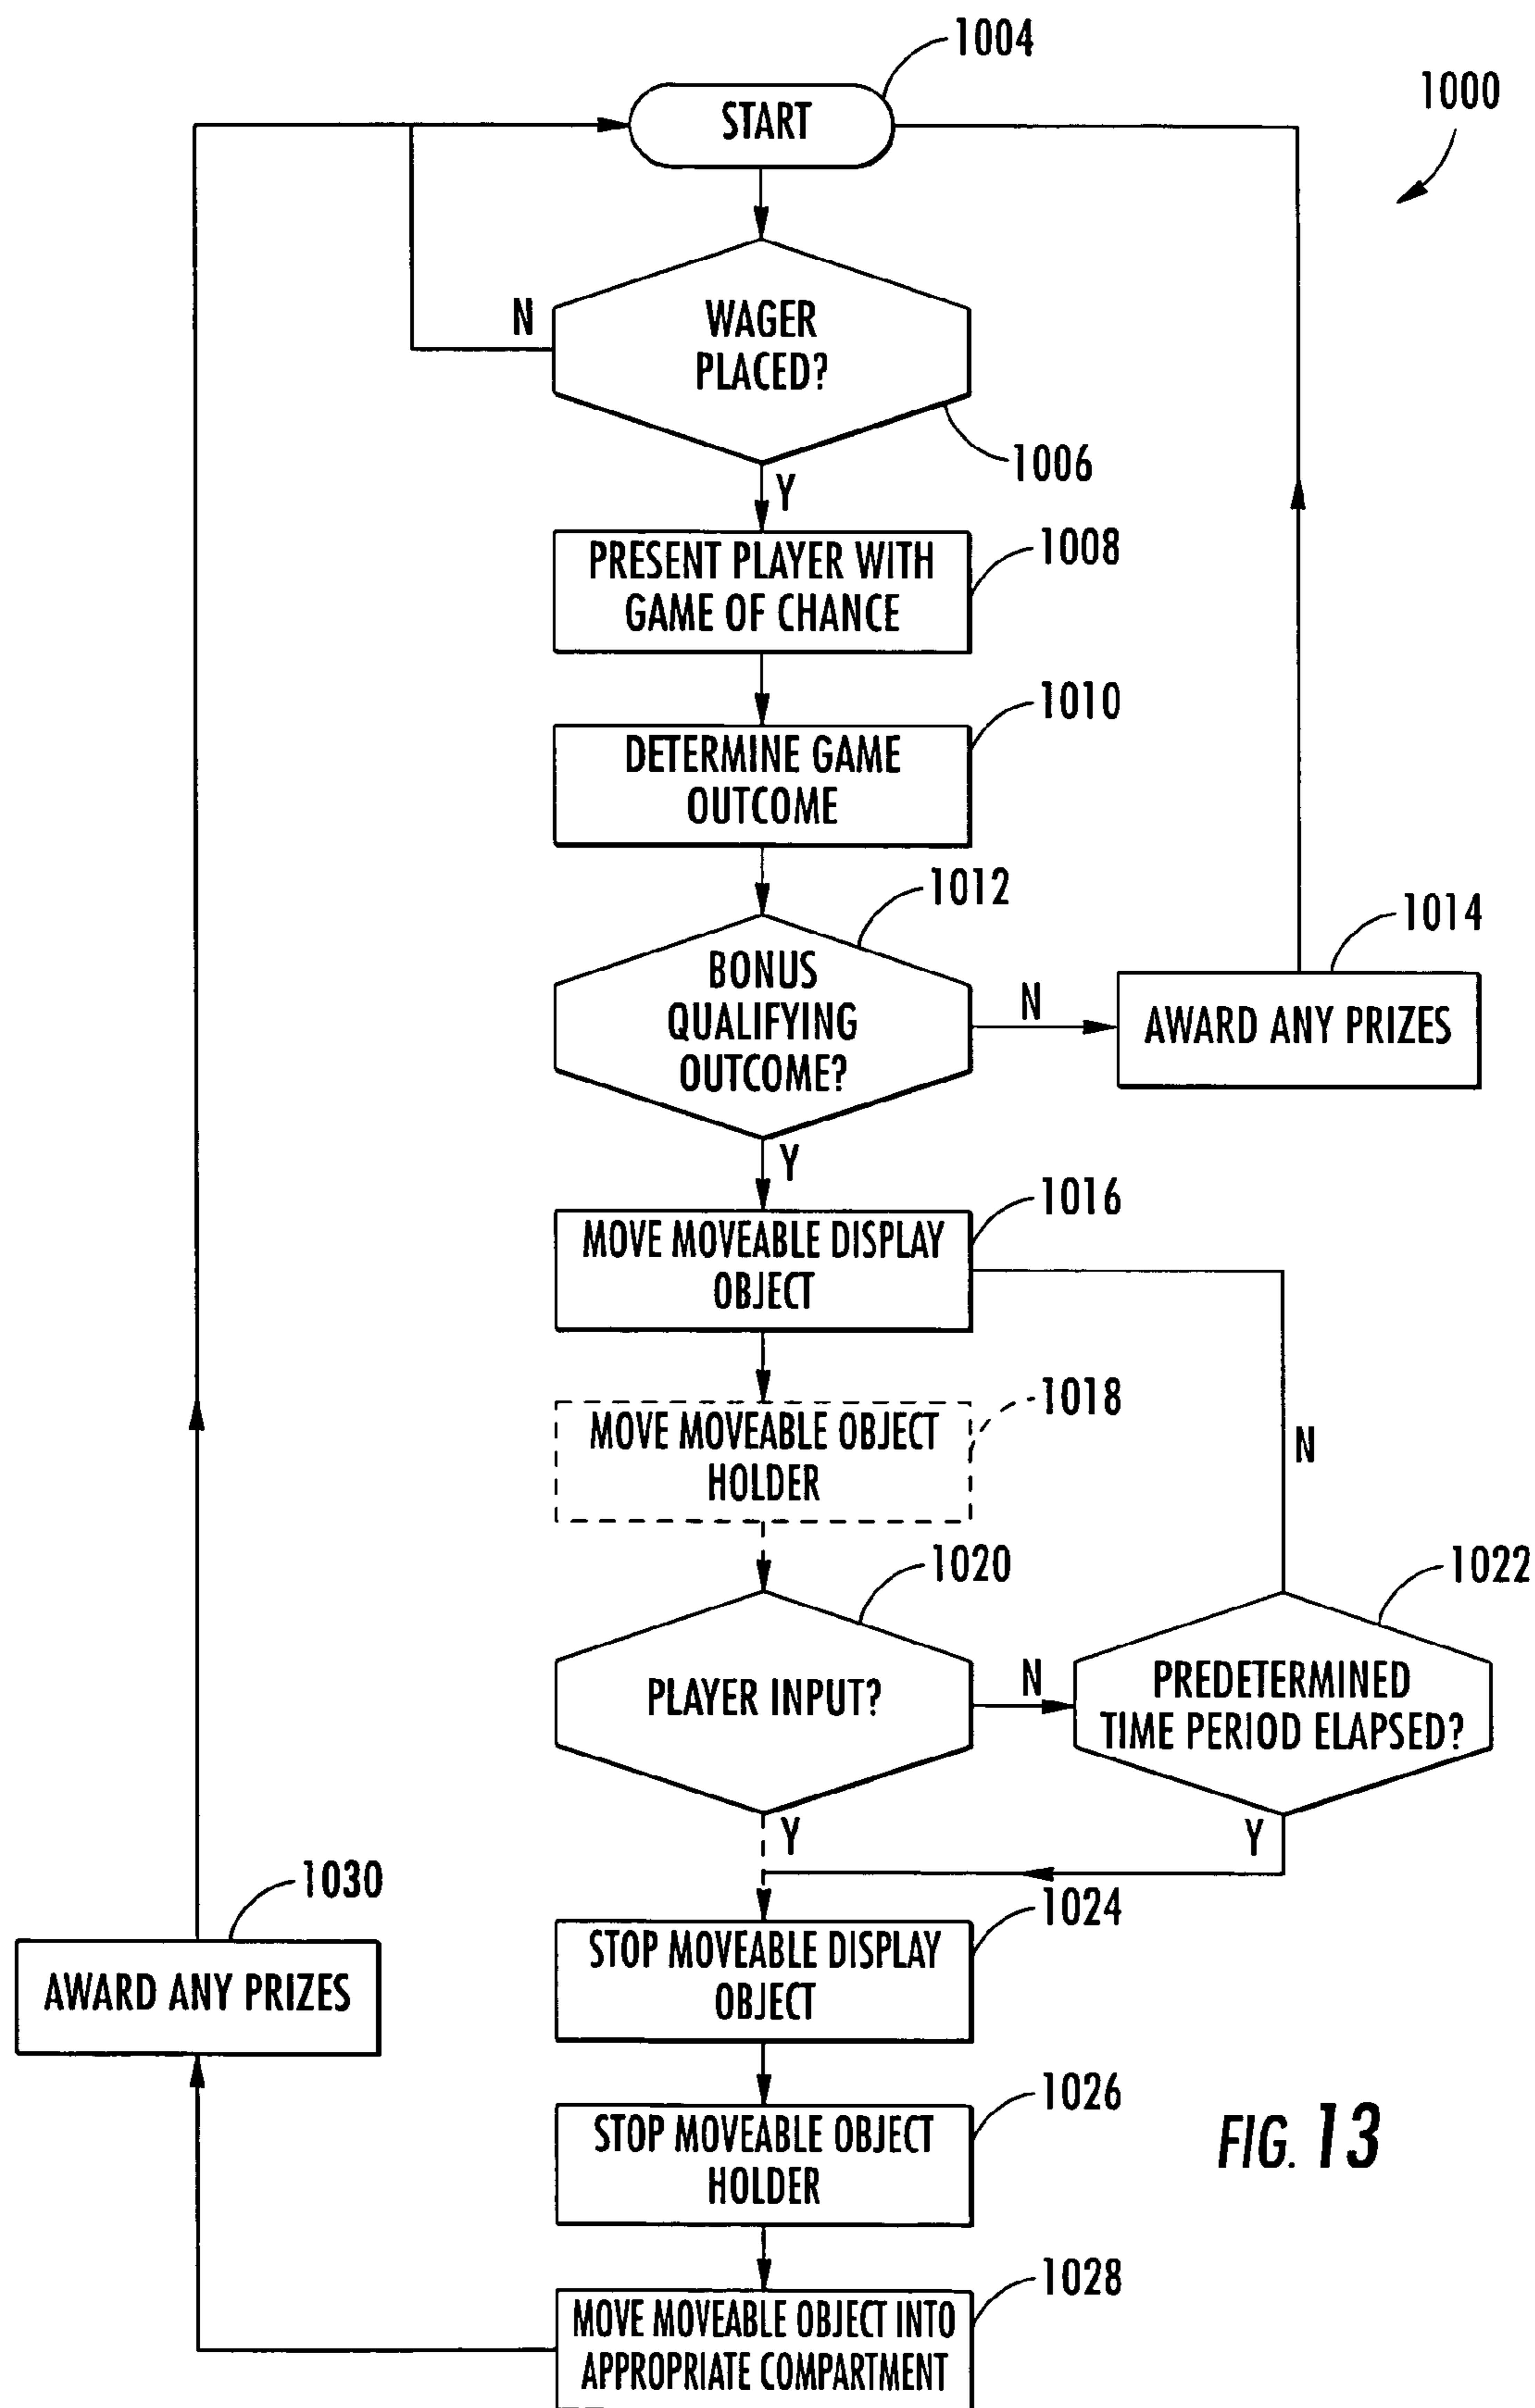 1004
1000
START
N
WAGER
PLACED?
1006
Y
PRESENT PLAYER WITH
GAME OF CHANCE
1008
1010
DETERMINE GAME
OUTCOME
1012
BONUS
QUALIFYING
OUTCOME?
N
1014
AWARD ANY PRIZES
Y
1016
MOVE MOVEABLE DISPLAY
OBJECT
1018
MOVE MOVEABLE OBJECT
HOLDER
N
1020
1022
PLAYER INPUT?
N
PREDETERMINED
TIME PERIOD ELAPSED?
Y
Y
1030
AWARD ANY PRIZES
1024
STOP MOVEABLE DISPLAY
OBJECT
1026
STOP MOVEABLE OBJECT
HOLDER
FIG. 13
1028
MOVE MOVEABLE OBJECT INTO
APPROPRIATE COMPARTMENT